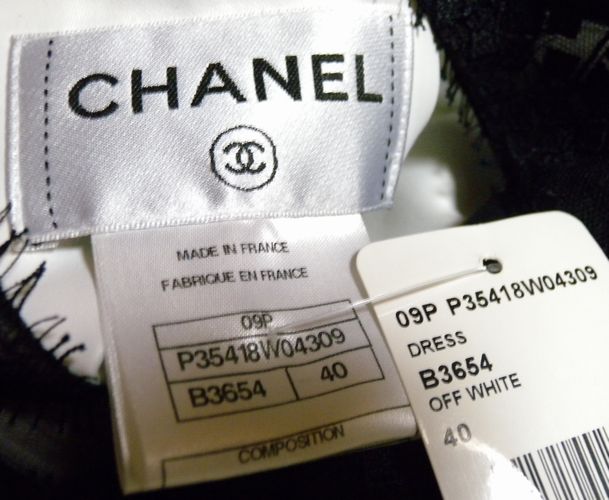 CHANEL
MADE IN FRANCE
FABRIQUE EN FRANCE
09P
P35418W04309
B3654 40
COMPOSITION
09P P35418W04309
DRESS
B3654
OFF WHITE
40